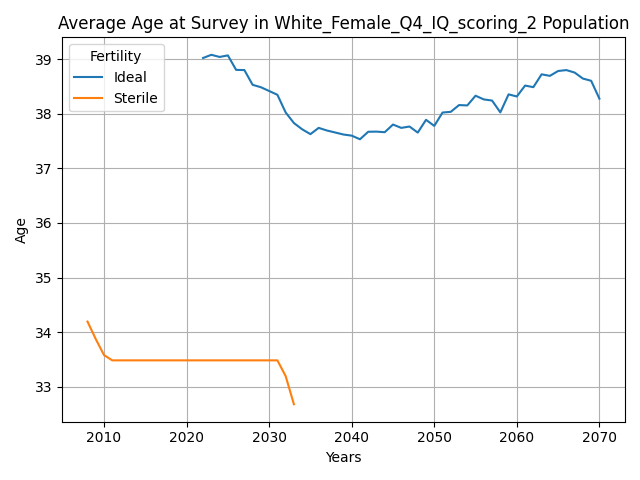 Average Age at Survey in White_Female_Q4_IQ_scoring_2 Population
Fertility
Ideal
Sterile
Age
39
38
37
36
35
34
33
2010
2020
2030
2040
2050
2060
2070
Years